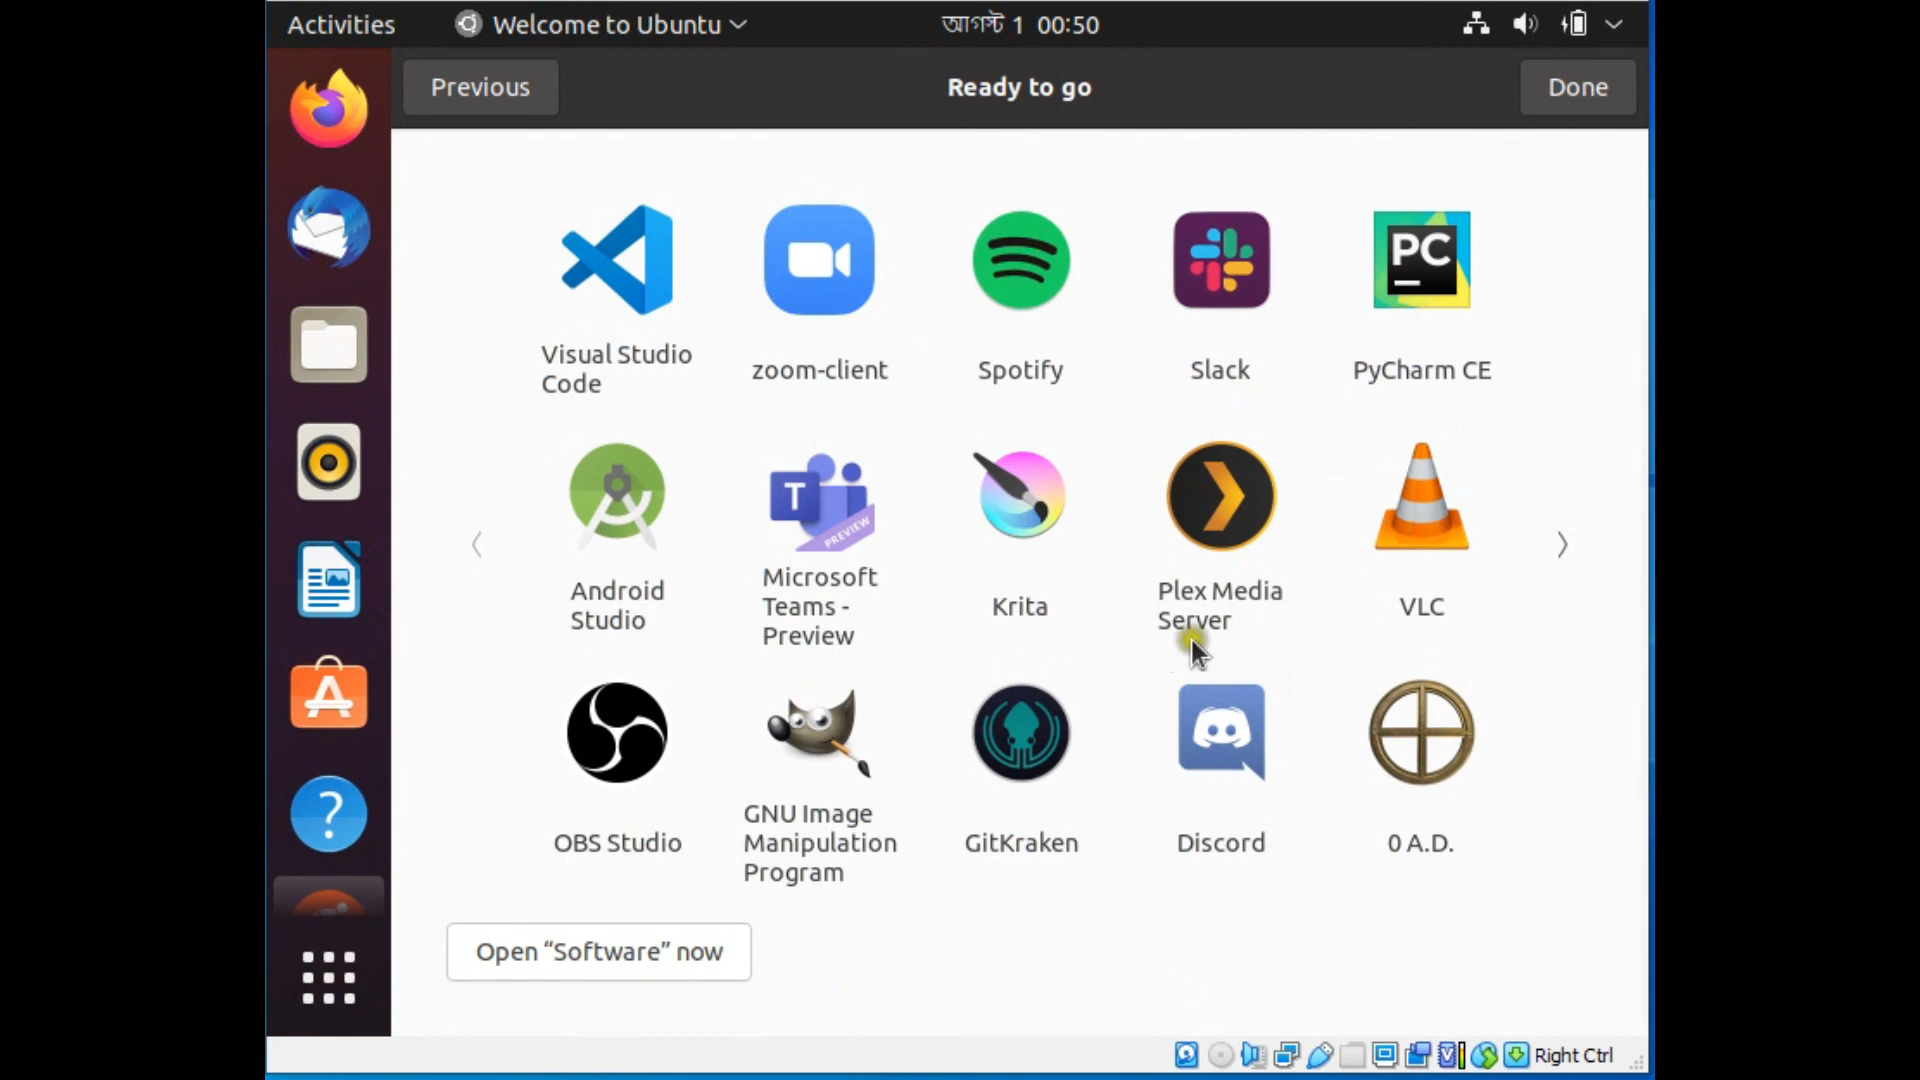 Activities
Welcome to Ubuntu
আগস্ট 1 00:50
Previous
Ready to go
Done
Visual Studio
Code
zoom-client
Spotify
Slack
PC
PyCharm CE
T
PREVIEW
Android
Studio
Microsoft
Teams -
Preview
Krita
Plex Media
Server
VLC
OBS Studio
GNU Image
Manipulation
Program
GitKraken
Discord
0 A.D.
Open “Software” now
Right Ctrl